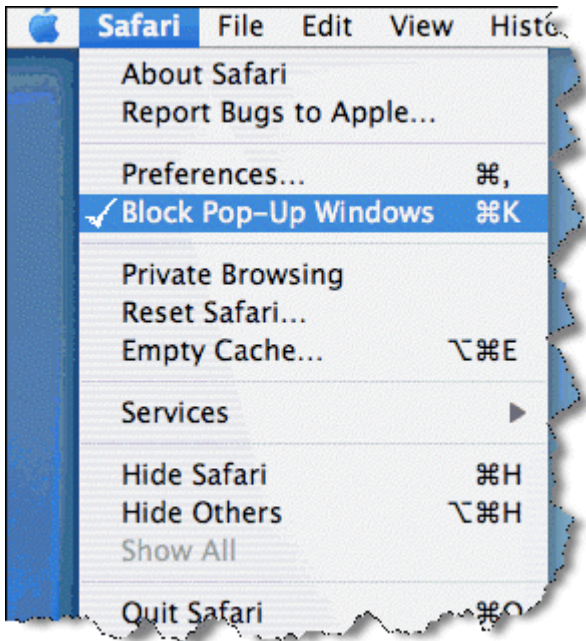 Safari File Edit View Histo
About Safari
Report Bugs to Apple...
Preferences... ⌘,
✓Block Pop-Up Windows ⌘K
Private Browsing
Reset Safari...
Empty Cache... ⌥⌘E
Services ▶
Hide Safari ⌘H
Hide Others ⌥⌘H
Show All
Quit Safari ⌘Q